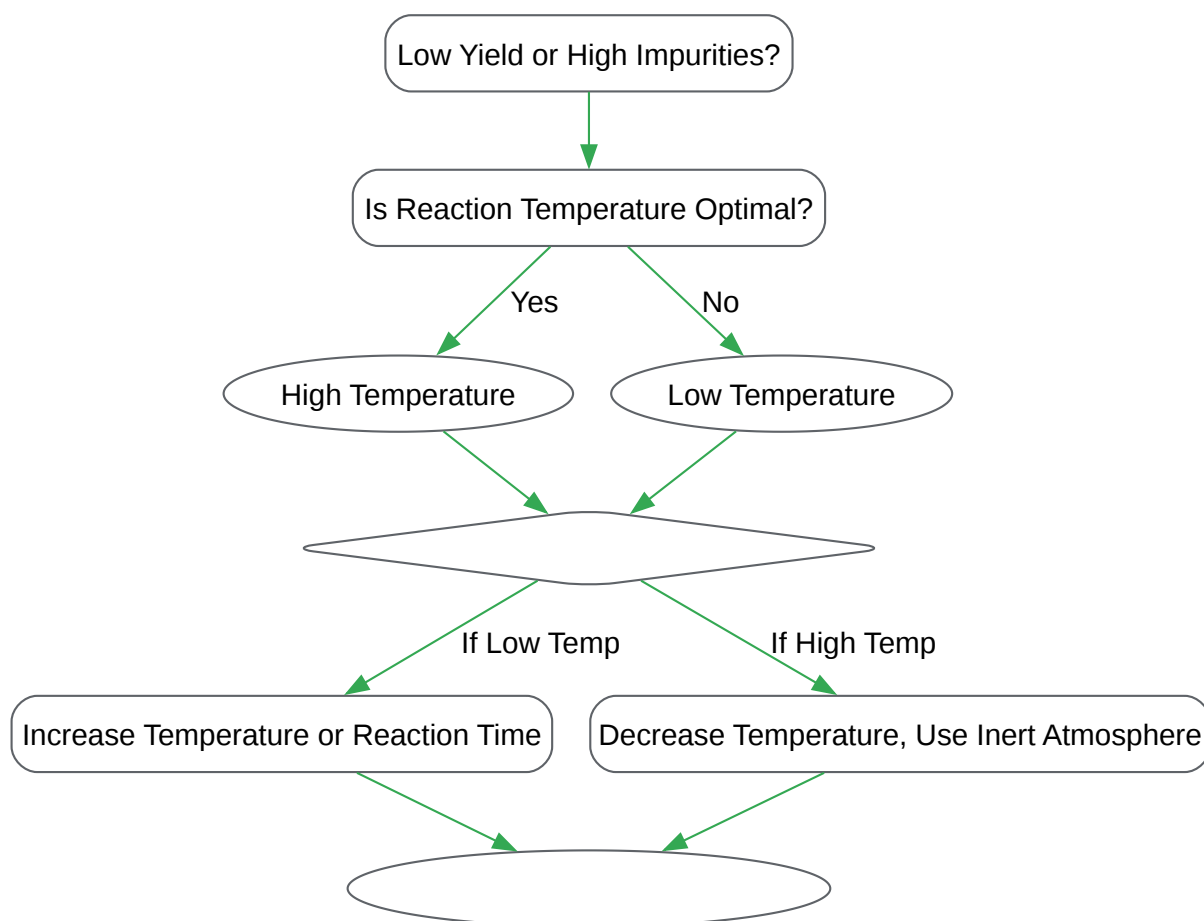 Low Yield or High Impurities?
Is Reaction Temperature Optimal?
Yes
No
High Temperature
Low Temperature
If Low Temp
If High Temp
Increase Temperature or Reaction Time
Decrease Temperature, Use Inert Atmosphere